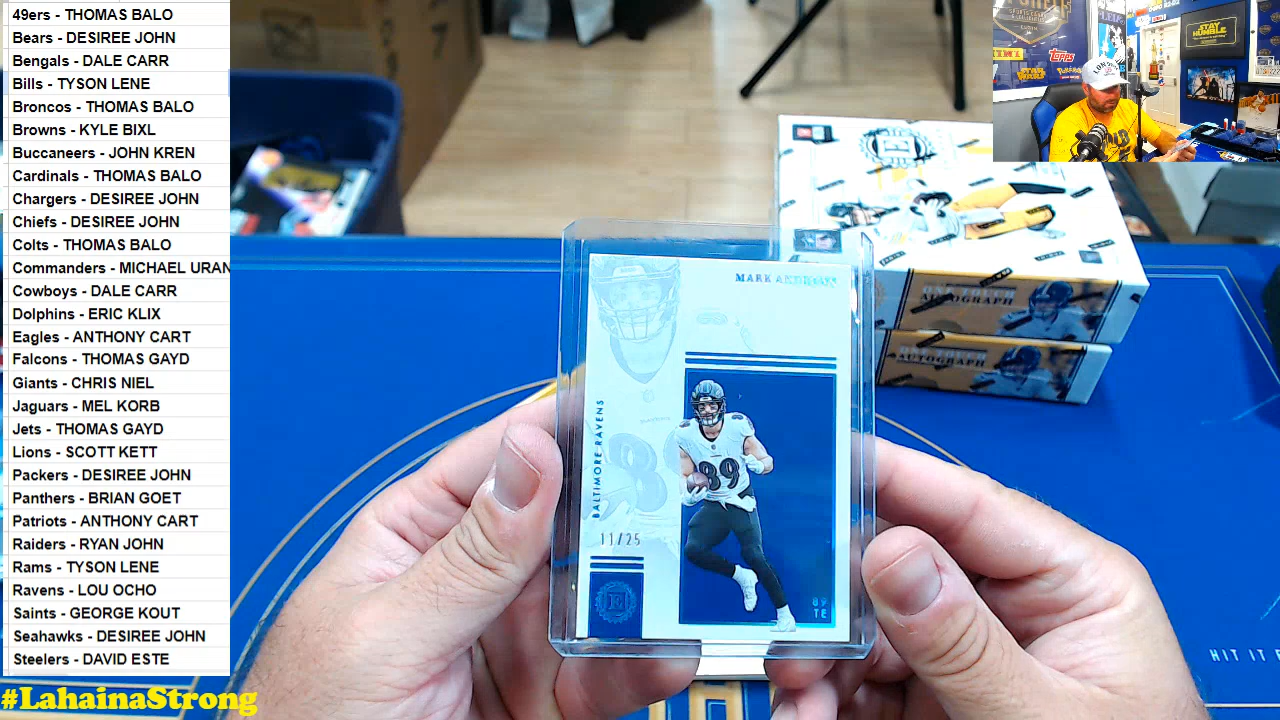 49ers - THOMAS BALO
Bears - DESIREE JOHN
Bengals - DALE CARR
Bills - TYSON LENE
Broncos - THOMAS BALO
Browns - KYLE BIXL
Buccaneers - JOHN KREN
Cardinals - THOMAS BALO
Chargers - DESIREE JOHN
Chiefs - DESIREE JOHN
Colts - THOMAS BALO
Commanders - MICHAEL URAN
Cowboys - DALE CARR
Dolphins - ERIC KLIX
Eagles - ANTHONY CART
Falcons - THOMAS GAYD
Giants - CHRIS NIEL
Jaguars - MEL KORB
Jets - THOMAS GAYD
Lions - SCOTT KETT
Packers - DESIREE JOHN
Panthers - BRIAN GOET
Patriots - ANTHONY CART
Raiders - RYAN JOHN
Rams - TYSON LENE
Ravens - LOU OCHO
Saints - GEORGE KOUT
Seahawks - DESIREE JOHN
Steelers - DAVID ESTE
#LahainaStrong
MARK ANDREWS
BALTIMORE RAVENS
11/25
E
89
89
TE
E
ONE TOUCH
AUTOGRAPH
AUTOGRAPH
HIT IT
STAY
HUMBLE
Topps
STAR
WARS